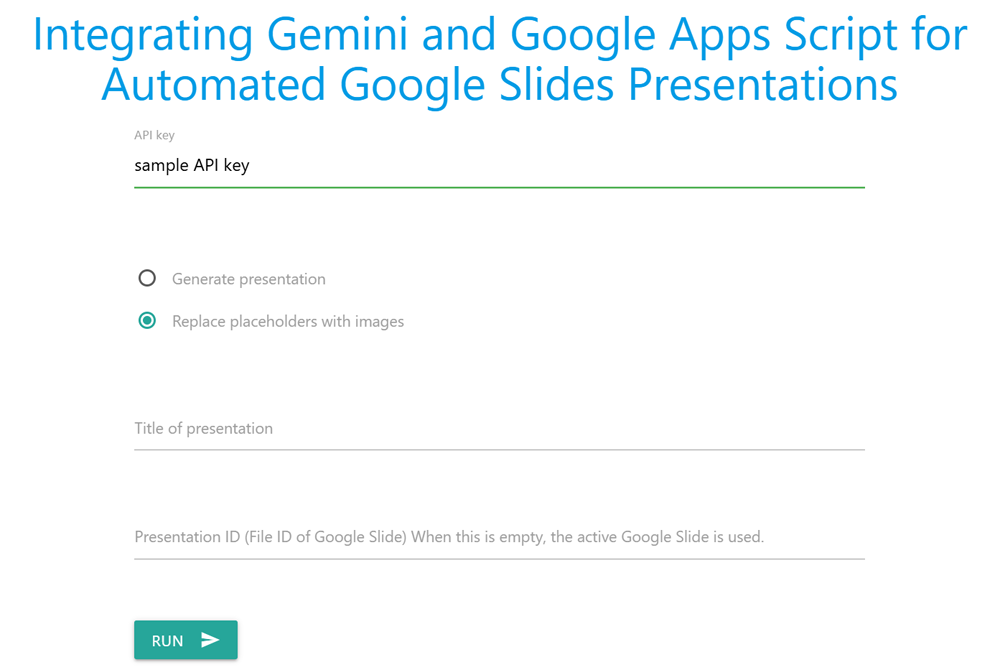 Integrating Gemini and Google Apps Script for
Automated Google Slides Presentations
API key
sample API key
Generate presentation
Replace placeholders with images
Title of presentation
Presentation ID (File ID of Google Slide) When this is empty, the active Google Slide is used.
RUN